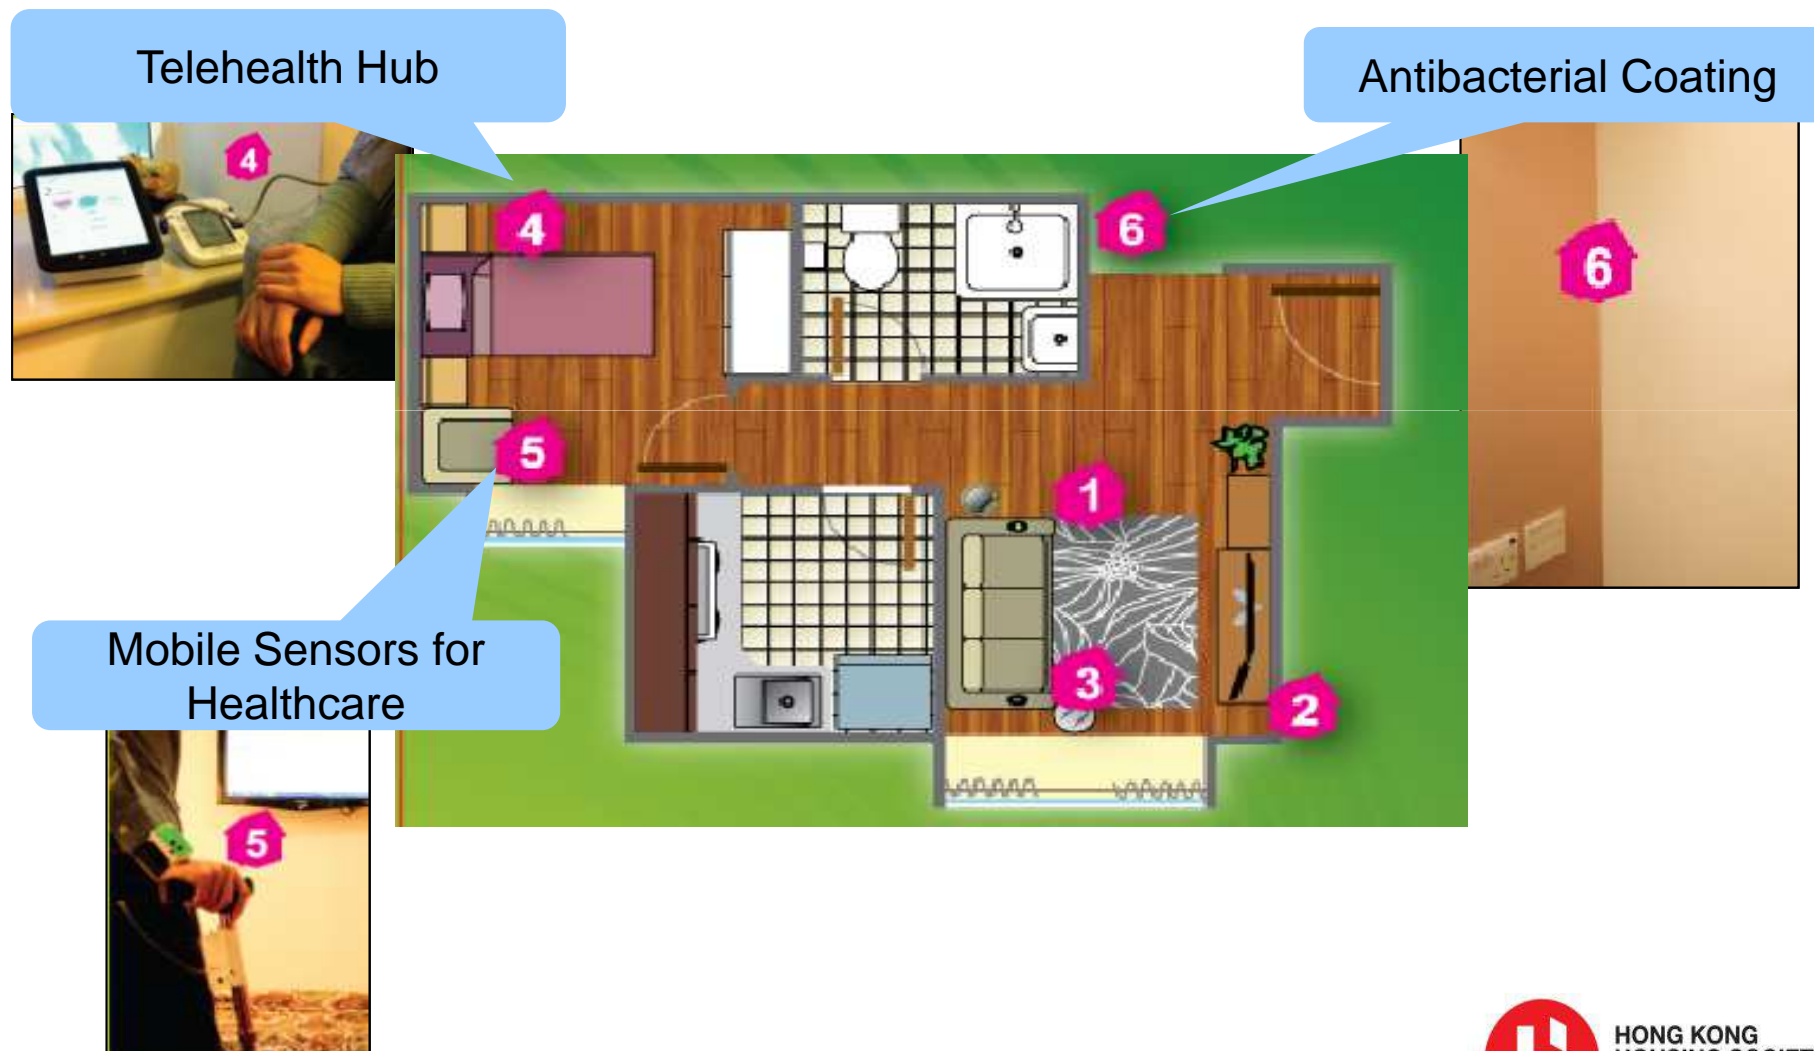 Telehealth Hub
Antibacterial Coating
4
4
6
6
5
1
3
2
Mobile Sensors for
Healthcare
5
HONG KONG